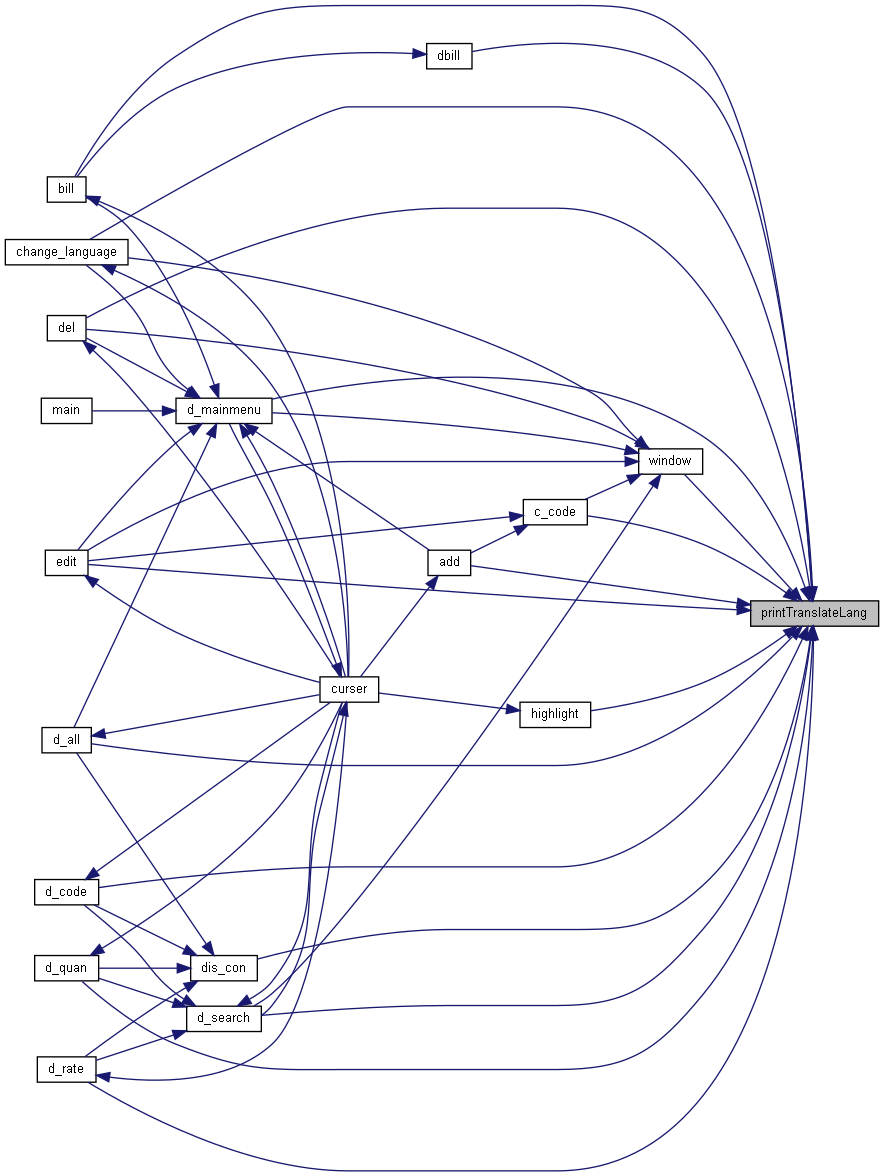 dbill
bill
change_language
del
main
d_mainmenu
window
c_code
edit
add
printTranslateLang
curser
highlight
d_all
d_code
d_quan
dis_con
d_search
d_rate